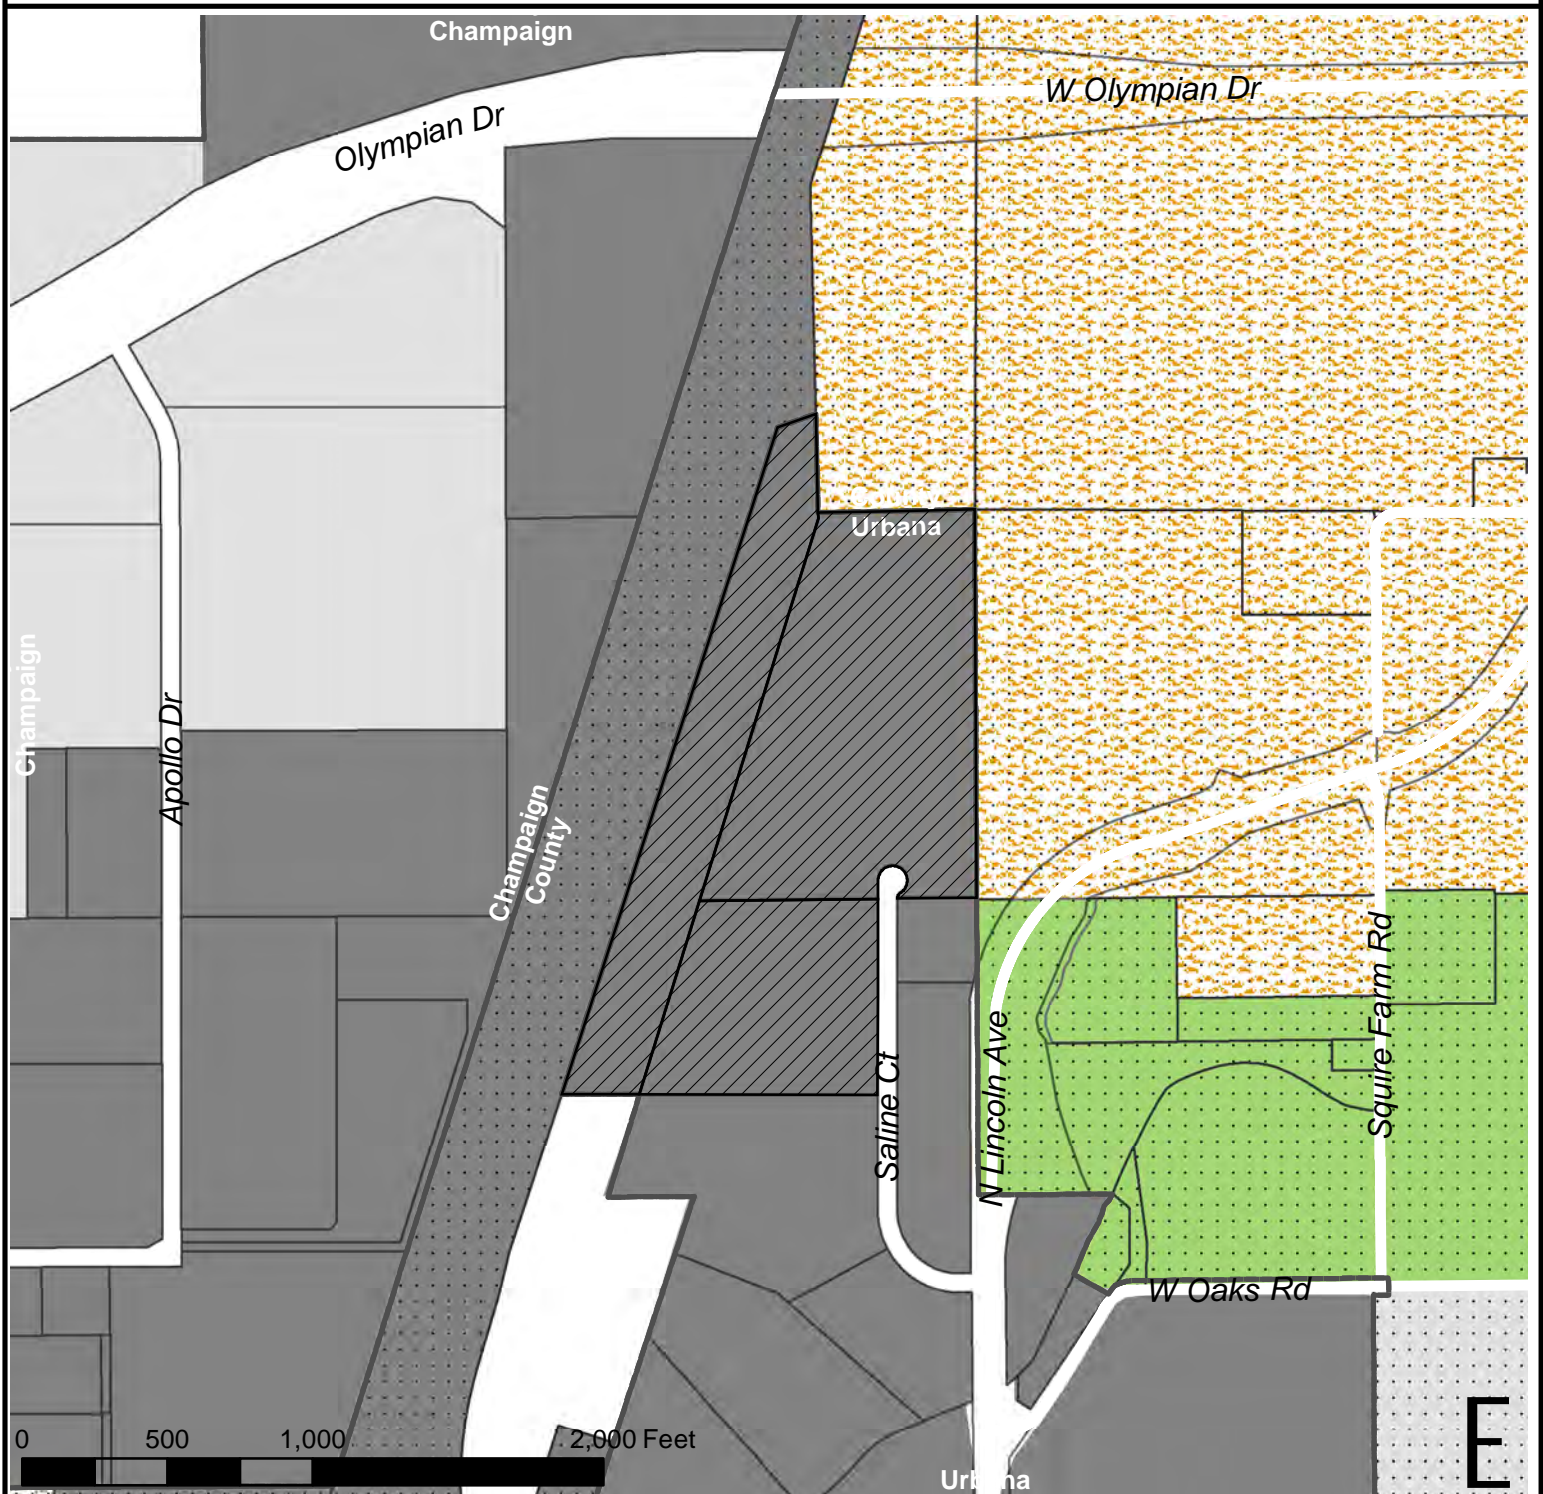 Champaign
W Olympian Dr
Olympian Dr
Urbana
Champaign
Apollo Dr
Champaign
County
Squire Farm Rd
N Lincoln Ave
Saline Ct
W Oaks Rd
0 500 1,000 2,000 Feet
Urbana
E